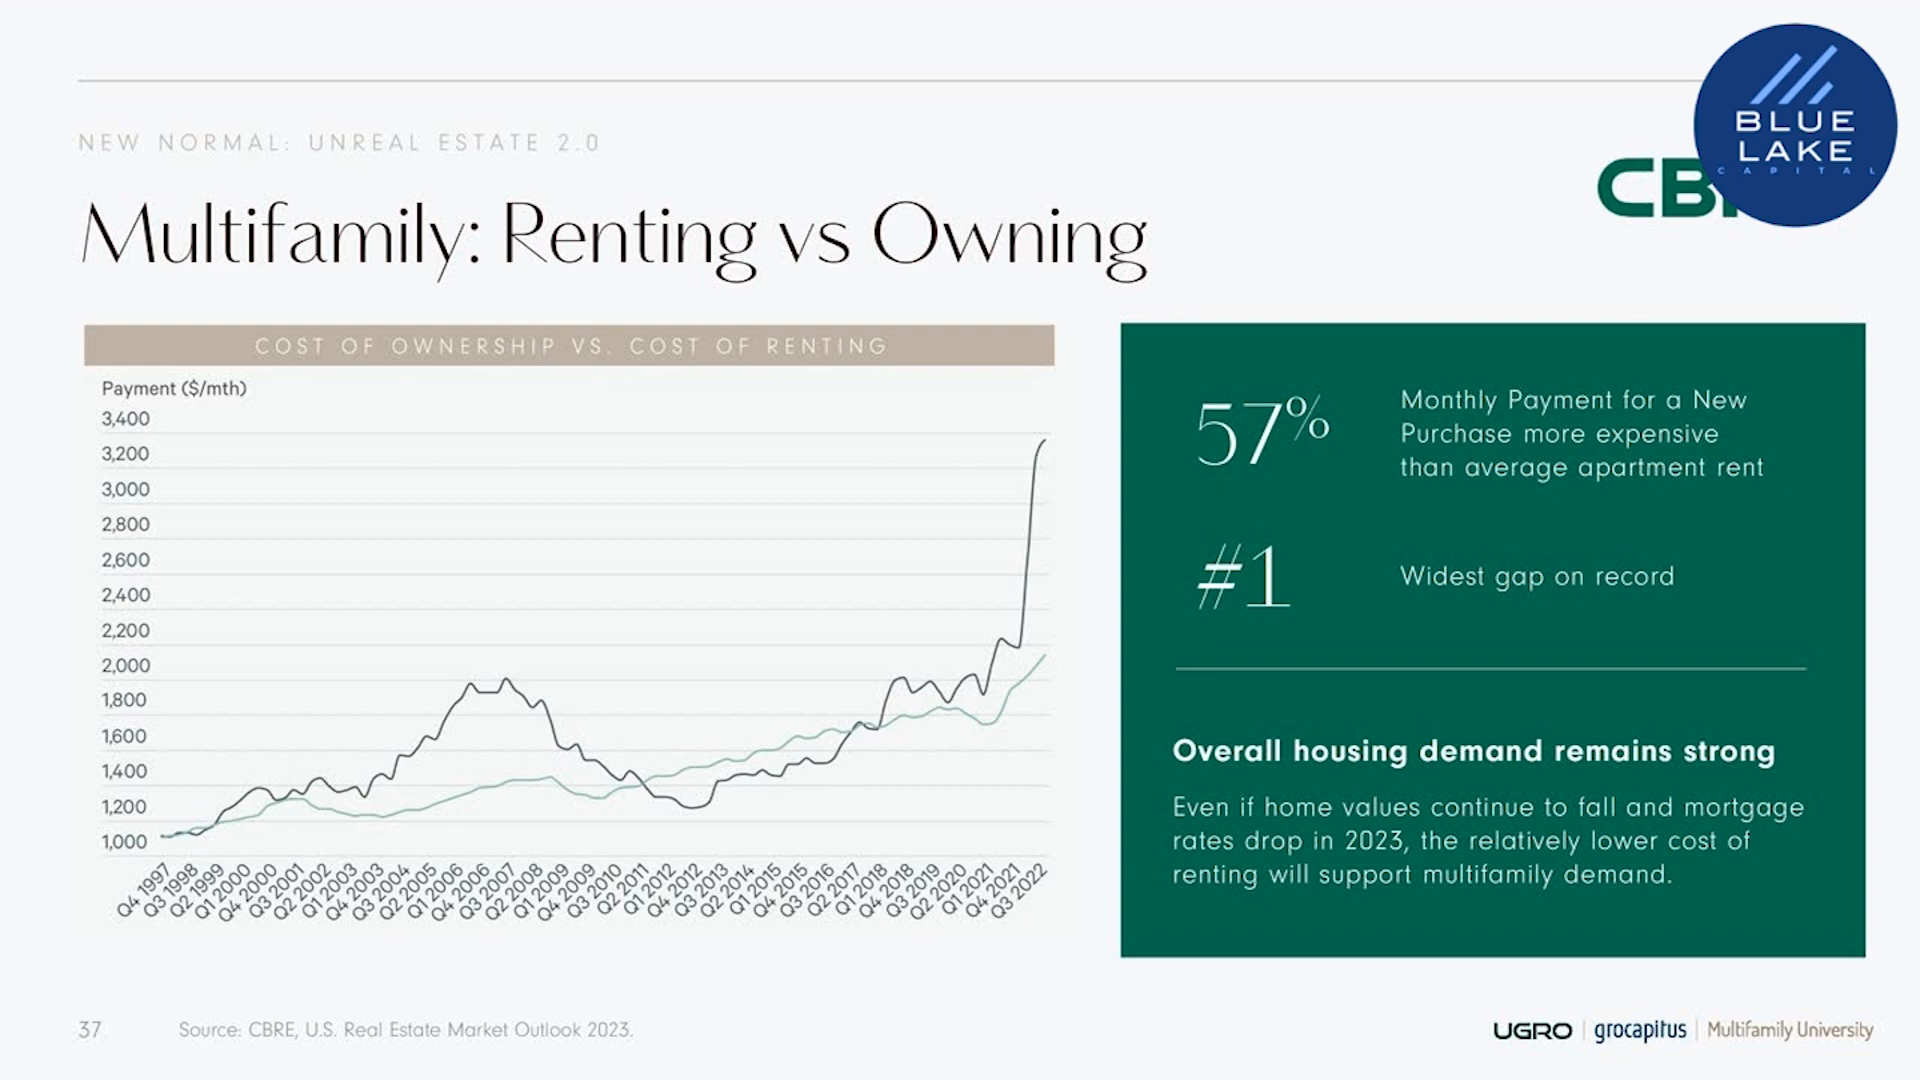 BLUE
LAKE
CAPITAL
NEW NORMAL: UNREAL ESTATE 2.0
Multifamily: Renting vs Owning
COST OF OWNERSHIP VS. COST OF RENTING
Payment ($/mth)
3,400
3,200
3,000
2,800
2,600
2,400
2,200
2,000
1,800
1,600
1,400
1,200
1,000
Q4 1997
Q3 1998
Q2 1999
Q1 2000
Q4 2000
Q3 2001
Q2 2002
Q1 2003
Q4 2003
Q3 2004
Q2 2005
Q1 2006
Q4 2006
Q3 2007
Q2 2008
Q1 2009
Q4 2009
Q3 2010
Q2 2011
Q1 2012
Q4 2012
Q3 2013
Q2 2014
Q1 2015
Q4 2015
Q3 2016
Q2 2017
Q1 2018
Q4 2018
Q3 2019
Q2 2020
Q1 2021
Q4 2021
Q3 2022
57%
Monthly Payment for a New
Purchase more expensive
than average apartment rent
#1
Widest gap on record
Overall housing demand remains strong
Even if home values continue to fall and mortgage
rates drop in 2023, the relatively lower cost of
renting will support multifamily demand.
37
Source: CBRE, U.S. Real Estate Market Outlook 2023.
UGRO | grocapitus | Multifamily University